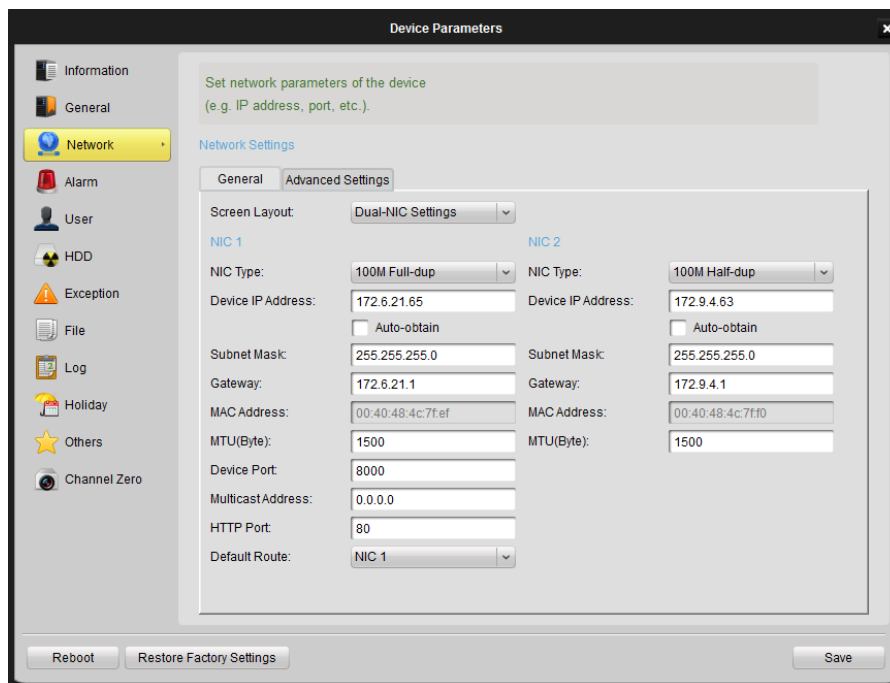 Device Parameters
Information
General
Network
Alarm
User
HDD
Exception
File
Log
Holiday
Others
Channel Zero
Set network parameters of the device
(e.g. IP address, port, etc.).
Network Settings
General Advanced Settings
Screen Layout: Dual-NIC Settings
NIC 1 NIC 2
NIC Type: 100M Full-dup NIC Type: 100M Half-dup
Device IP Address: 172.6.21.65 Device IP Address: 172.9.4.63
Auto-obtain Auto-obtain
Subnet Mask: 255.255.255.0 Subnet Mask: 255.255.255.0
Gateway: 172.6.21.1 Gateway: 172.9.4.1
MAC Address: 00:40:48:4c:7f:ef MAC Address: 00:40:48:4c:7f:f0
MTU(Byte): 1500 MTU(Byte): 1500
Device Port: 8000
Multicast Address: 0.0.0.0
HTTP Port: 80
Default Route: NIC 1
Reboot Restore Factory Settings Save